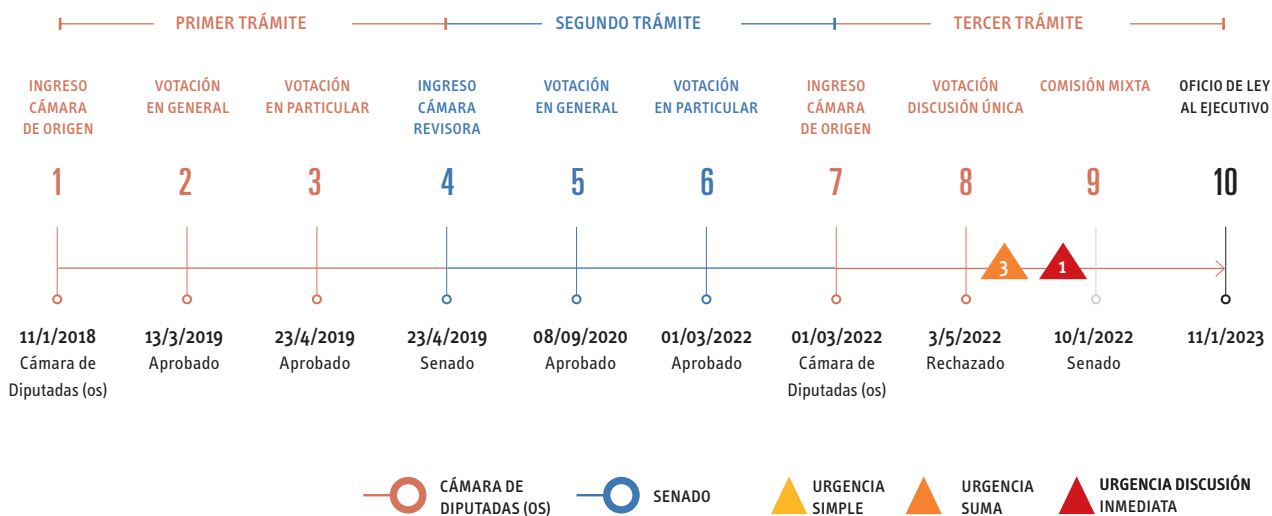 PRIMER TRÁMITE
SEGUNDO TRÁMITE
TERCER TRÁMITE
INGRESO
CÁMARA
DE ORIGEN
VOTACIÓN
EN GENERAL
VOTACIÓN
EN PARTICULAR
INGRESO
CÁMARA
REVISORA
VOTACIÓN
EN GENERAL
VOTACIÓN
EN PARTICULAR
INGRESO
CÁMARA
DE ORIGEN
VOTACIÓN
DISCUSIÓN ÚNICA
COMISIÓN MIXTA
OFICIO DE LEY
AL EJECUTIVO
1
2
3
4
5
6
7
8
9
10
3
1
11/1/2018
Cámara de
Diputadas (os)
13/3/2019
Aprobado
23/4/2019
Aprobado
23/4/2019
Senado
08/09/2020
Aprobado
01/03/2022
Aprobado
01/03/2022
Cámara de
Diputadas (os)
3/5/2022
Rechazado
10/1/2022
Senado
11/1/2023
CÁMARA DE
DIPUTADAS (OS)
SENADO
URGENCIA
SIMPLE
URGENCIA
SUMA
URGENCIA DISCUSIÓN
INMEDIATA